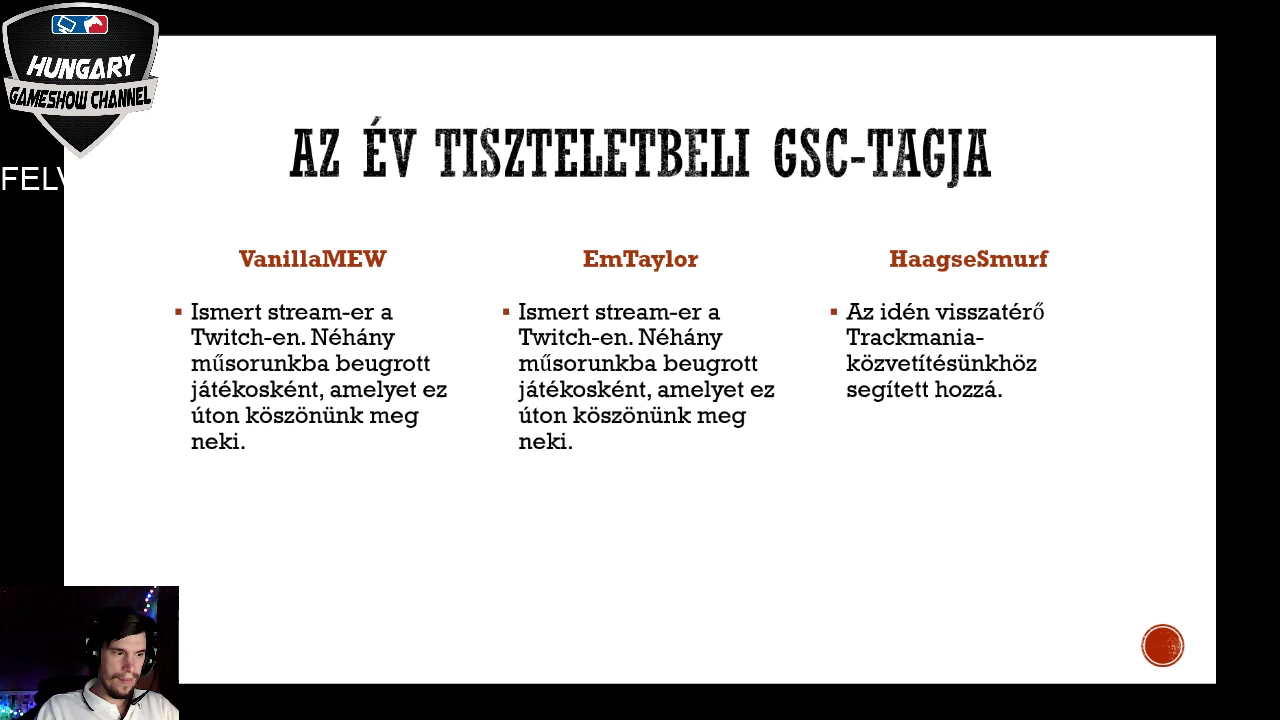 HUNGARY
GAMESHOW CHANNEL
FELV
AZ ÉV TISZTELETBELI GSC-TAGJA
VanillaMEW
Ismert stream-er a
Twitch-en. Néhány
műsorunkba beugrott
játékosként, amelyet ez
úton köszönünk meg
neki.
EmTaylor
Ismert stream-er a
Twitch-en. Néhány
műsorunkba beugrott
játékosként, amelyet ez
úton köszönünk meg
neki.
HaagseSmurf
Az idén visszatérő
Trackmania-
közvetítésünkhöz
segített hozzá.